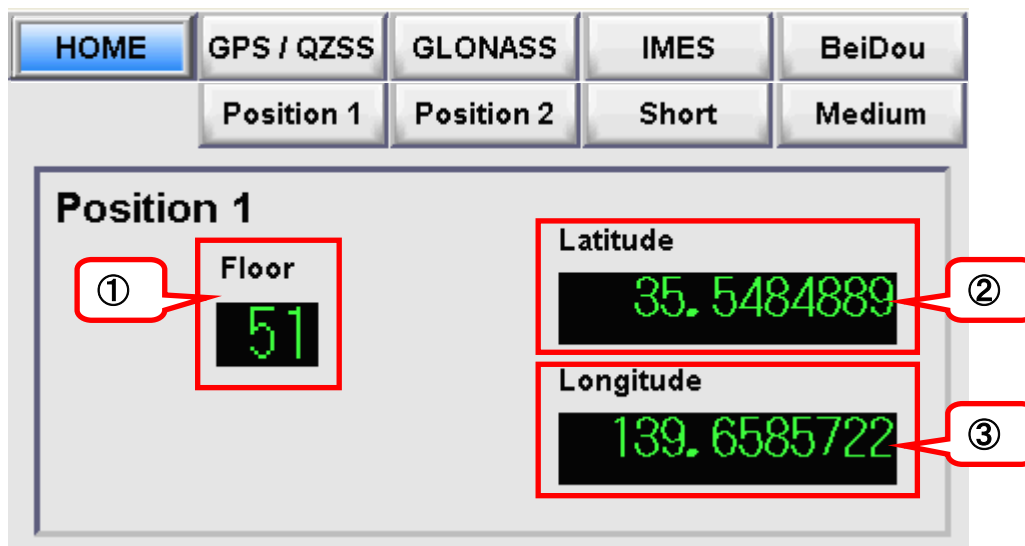 HOME GPS / QZSS GLONASS IMES BeiDou
Position 1 Position 2 Short Medium
Position 1
① Floor
51
Latitude
35.5484889 ②
Longitude
139.6585722 ③